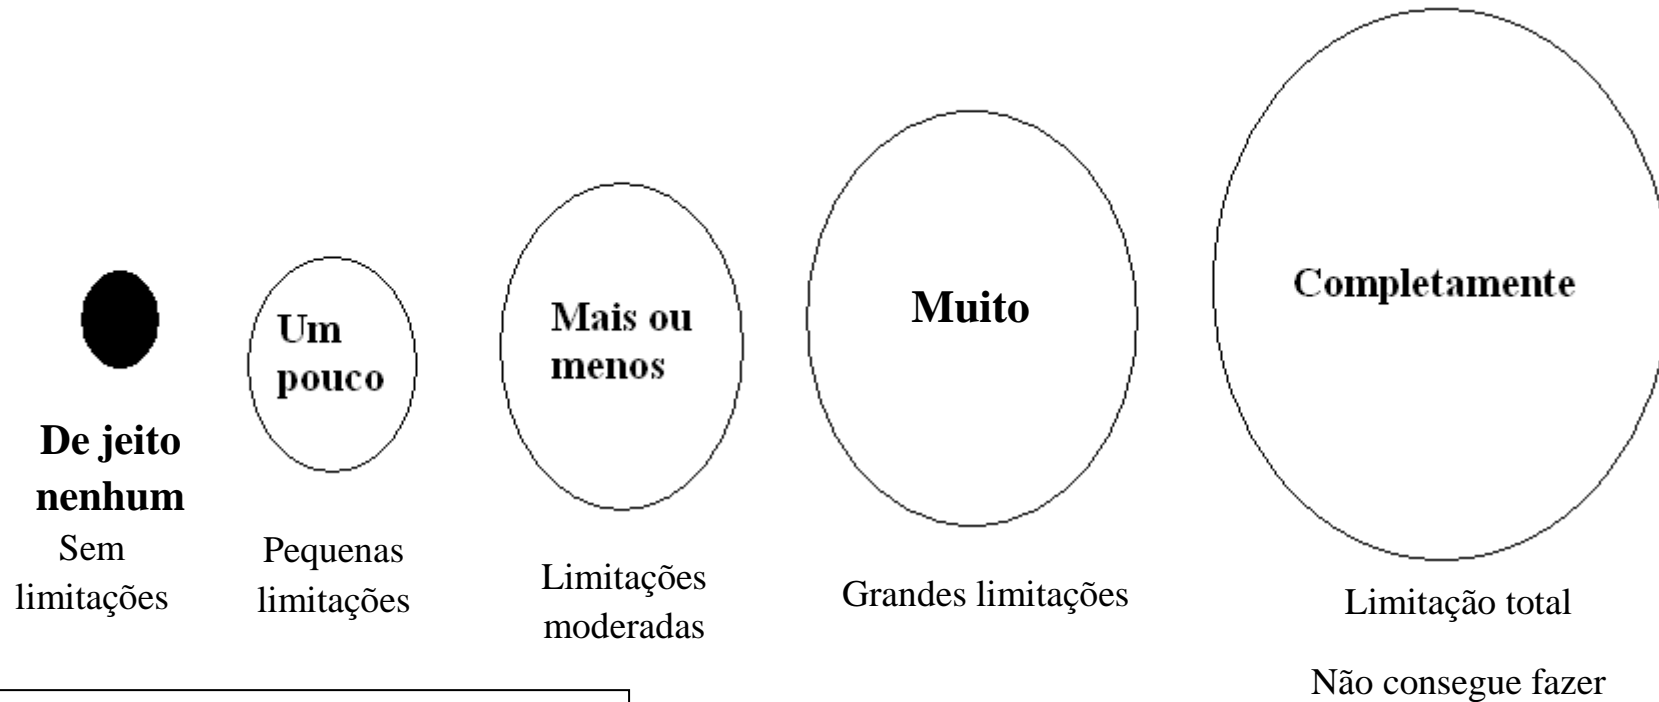 De jeito
nenhum
Sem
limitações
Um
pouco
Pequenas
limitações
Mais ou
menos
Limitações
moderadas
Muito
Grandes limitações
Completamente
Limitação total
Não consegue fazer